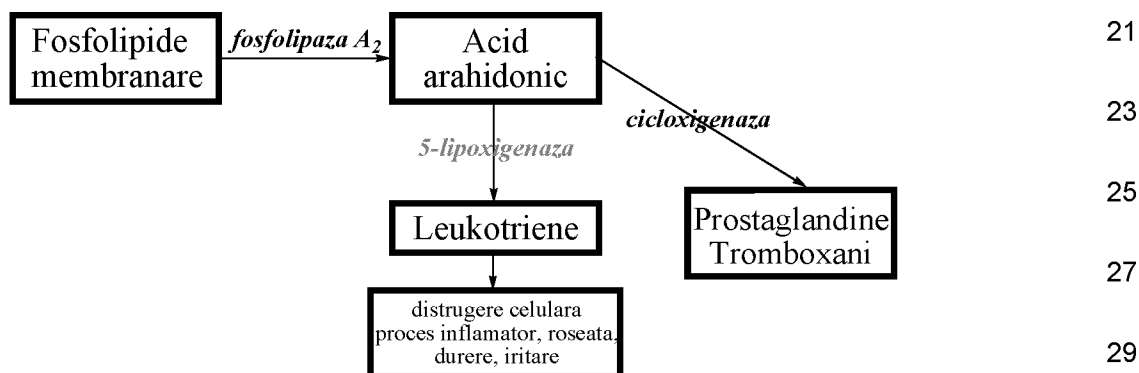 Fosfolipide
membranare
fosfolipaza A2
Acid
arahidonic
21
cicloxigenaza
23
5-lipoxigenaza
25
Leukotriene
Prostaglandine
Tromboxani
27
distrugere celulara
proces inflamator, roseata,
durere, iritare
29